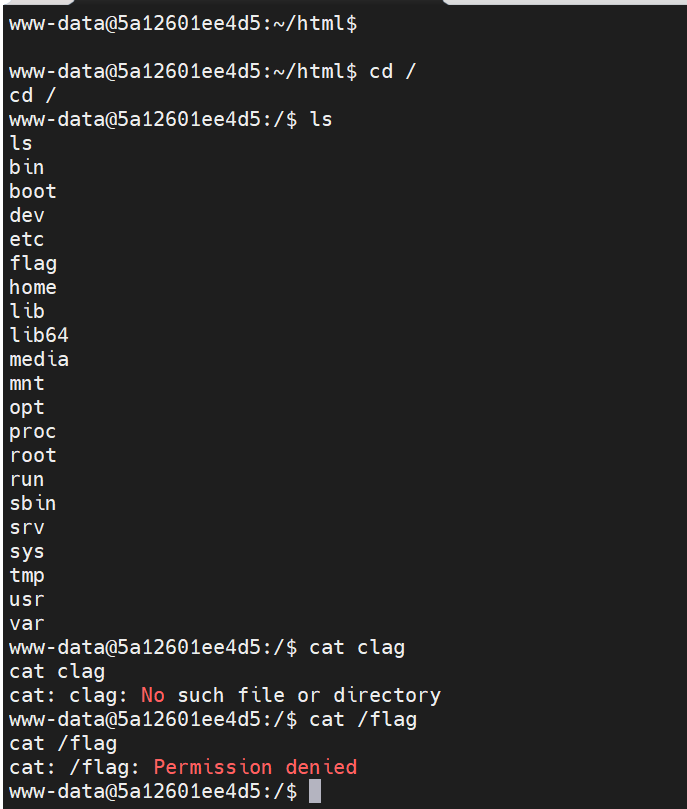 www-data@5a12601ee4d5:~/html$
www-data@5a12601ee4d5:~/html$ cd /
cd /
www-data@5a12601ee4d5:/$ ls
ls
bin
boot
dev
etc
flag
home
lib
lib64
media
mnt
opt
proc
root
run
sbin
srv
sys
tmp
usr
var
www-data@5a12601ee4d5:/$ cat clag
cat clag
cat: clag: No such file or directory
www-data@5a12601ee4d5:/$ cat /flag
cat /flag
cat: /flag: Permission denied
www-data@5a12601ee4d5:/$